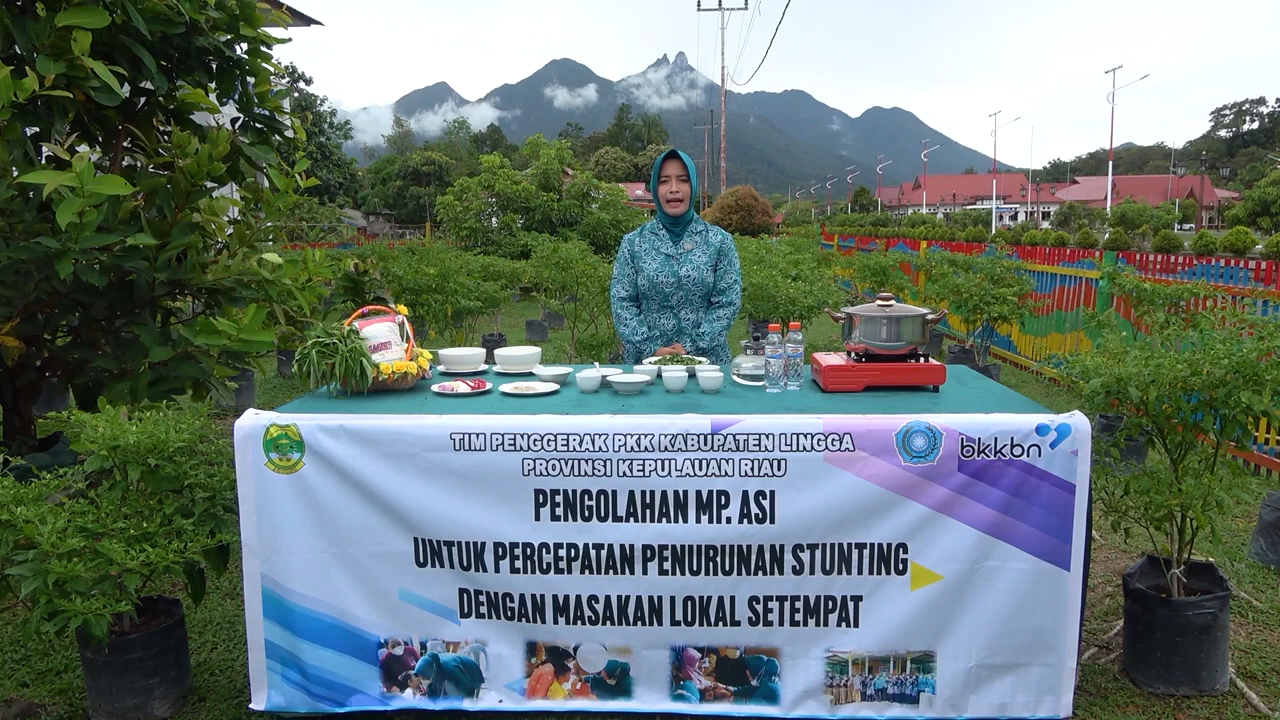 TIM PENGGERAK PKK KABUPATEN LINGGA
PROVINSI KEPULAUAN RIAU
bkkbn
PENGOLAHAN MP. ASI
UNTUK PERCEPATAN PENURUNAN STUNTING
DENGAN MASAKAN LOKAL SETEMPAT